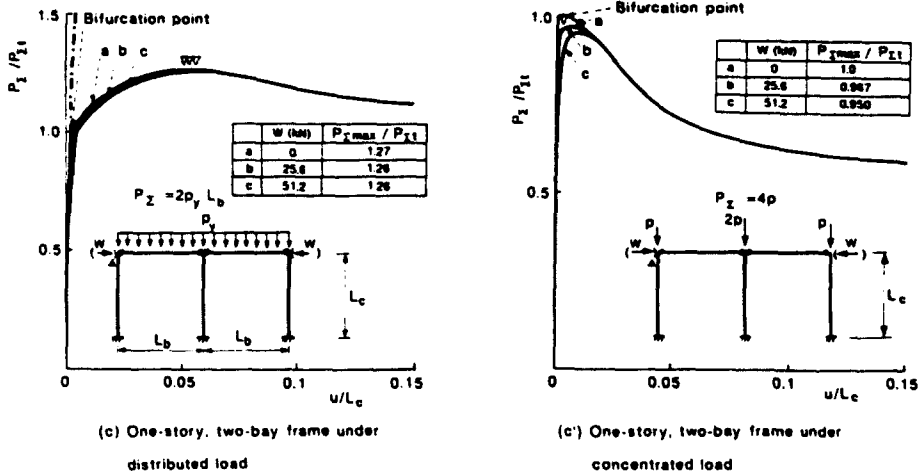 1.5
Bifurcation point
a b c
P_Σ /P_Σt
W (kN) P_Σmax / P_Σt
a 0 1.27
b 25.6 1.26
c 51.2 1.26
1.0
P_Σ =2p_y L_b
p_y
W W
A
0.5
L_c
L_b L_b
0 0.05 0.1 0.15
u/L_c
(c) One-story, two-bay frame under
distributed load
Bifurcation point
1.0
a
b
c
P_Σ/P_Σt
W (kN) P_Σmax / P_Σt
a 0 1.0
b 25.6 0.967
c 51.2 0.950
0.5
P_Σ =4p
p 2p p
W W
A
L_c
0 0.05 0.1 0.15
u/L_c
(c') One-story, two-bay frame under
concentrated load